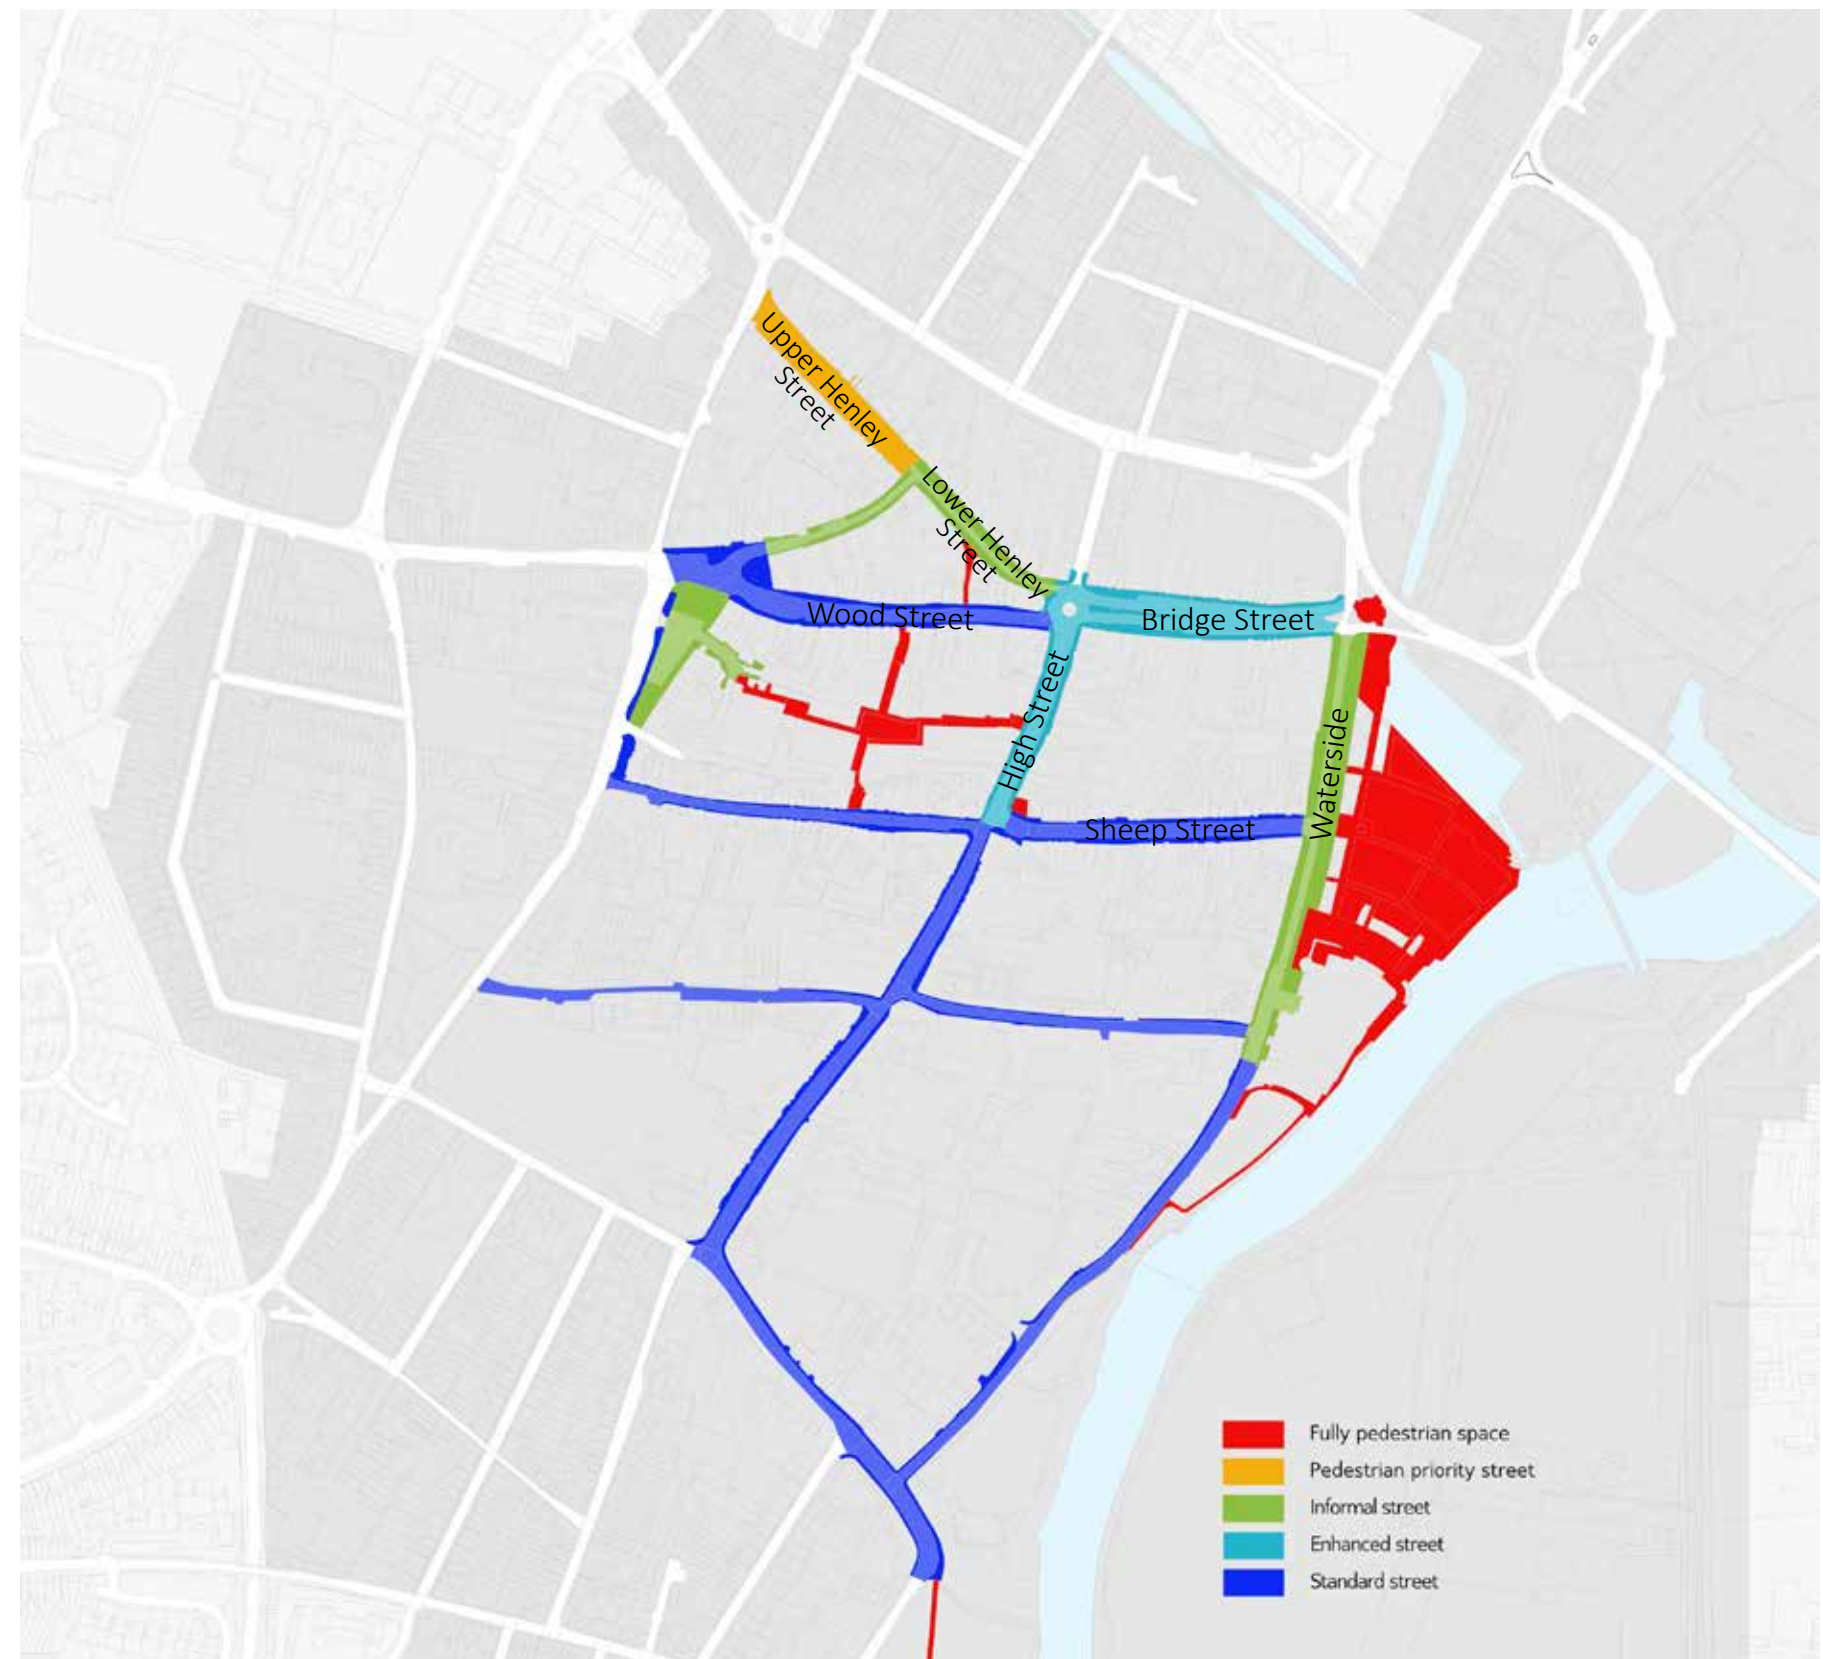 Upper Henley
Street
Lower Henley
Street
Wood Street
Bridge Street
High Street
Waterside
Sheep Street
Fully pedestrian space
Pedestrian priority street
Informal street
Enhanced street
Standard street